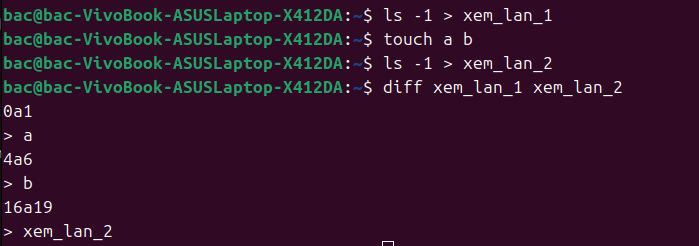 bac@bac-VivoBook-ASUSLaptop-X412DA:~$ ls -1 > xem_lan_1
bac@bac-VivoBook-ASUSLaptop-X412DA:~$ touch a b
bac@bac-VivoBook-ASUSLaptop-X412DA:~$ ls -1 > xem_lan_2
bac@bac-VivoBook-ASUSLaptop-X412DA:~$ diff xem_lan_1 xem_lan_2
0a1
> a
4a6
> b
16a19
> xem_lan_2